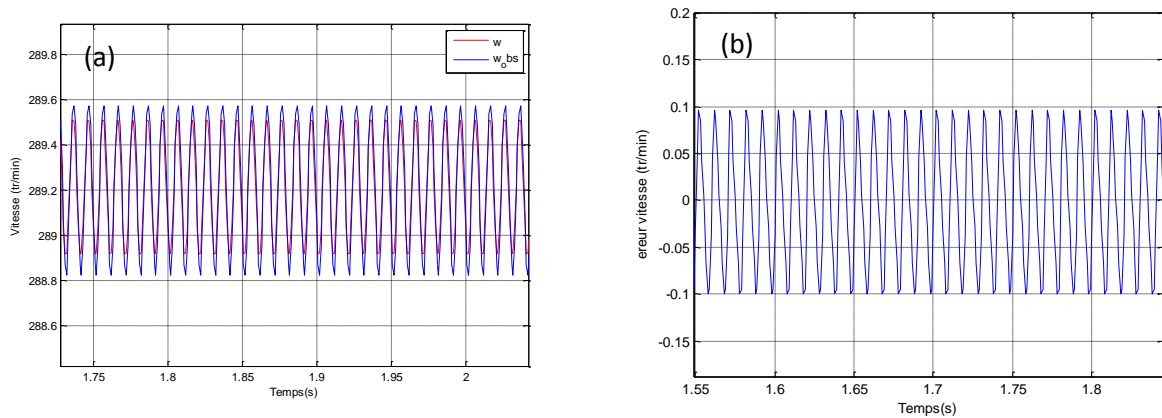 (a)
w
w_obs
289.8
289.6
289.4
289.2
289
288.8
288.6
Vitesse (tr/min)
1.75 1.8 1.85 1.9 1.95 2
Temps(s)
(b)
0.2
0.15
0.1
0.05
0
-0.05
-0.1
-0.15
ereur vitesse (tr/min)
1.55 1.6 1.65 1.7 1.75 1.8
Temps(s)